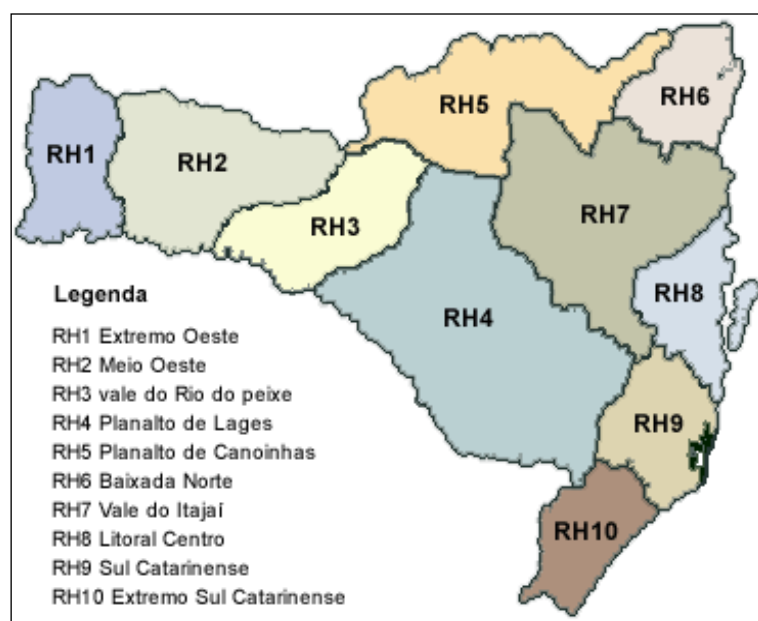 RH5
RH6
RH1
RH2
RH7
RH3
RH8
RH4
RH9
RH10
Legenda
RH1 Extremo Oeste
RH2 Meio Oeste
RH3 vale do Rio do peixe
RH4 Planalto de Lages
RH5 Planalto de Canoinhas
RH6 Baixada Norte
RH7 Vale do Itajaí
RH8 Litoral Centro
RH9 Sul Catarinense
RH10 Extremo Sul Catarinense